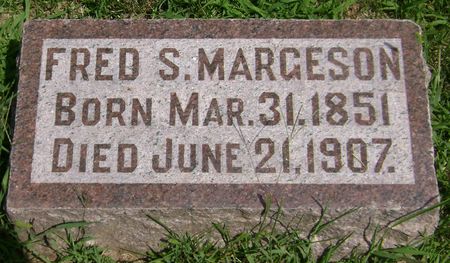 FRED S. MARGESON
BORN MAR. 31, 1851
DIED JUNE 21, 1907.